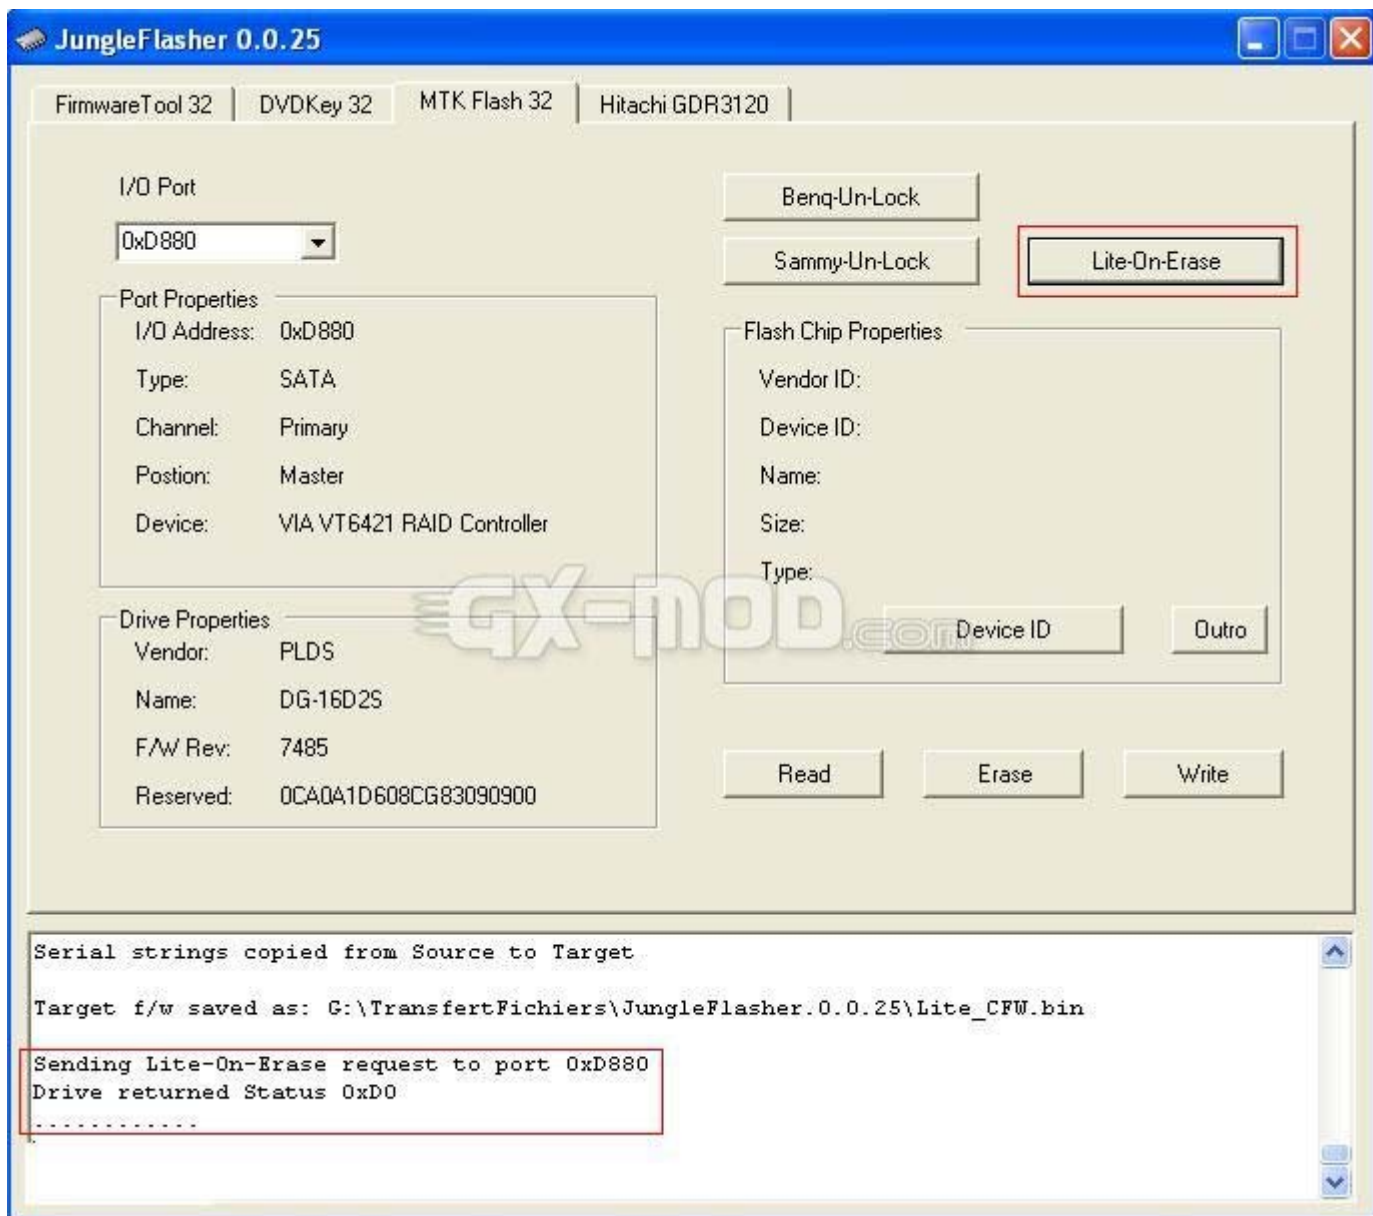 JungleFlasher 0.0.25
FirmwareTool 32 DVDKey 32 MTK Flash 32 Hitachi GDR3120
I/O Port
0xD880
Port Properties
I/O Address: 0xD880
Type: SATA
Channel: Primary
Postion: Master
Device: VIA VT6421 RAID Controller
Drive Properties
Vendor: PLDS
Name: DG-16D2S
F/W Rev: 7485
Reserved: 0CA0A1D608CG83090900
Benq-Un-Lock
Sammy-Un-Lock Lite-On-Erase
Flash Chip Properties
Vendor ID:
Device ID:
Name:
Size:
Type:
Device ID Outro
Read Erase Write
GX-MOD.com
Serial strings copied from Source to Target
Target f/w saved as: G:\TransfertFichiers\JungleFlasher.0.0.25\Lite_CFW.bin
Sending Lite-On-Erase request to port 0xD880
Drive returned Status 0xD0
............